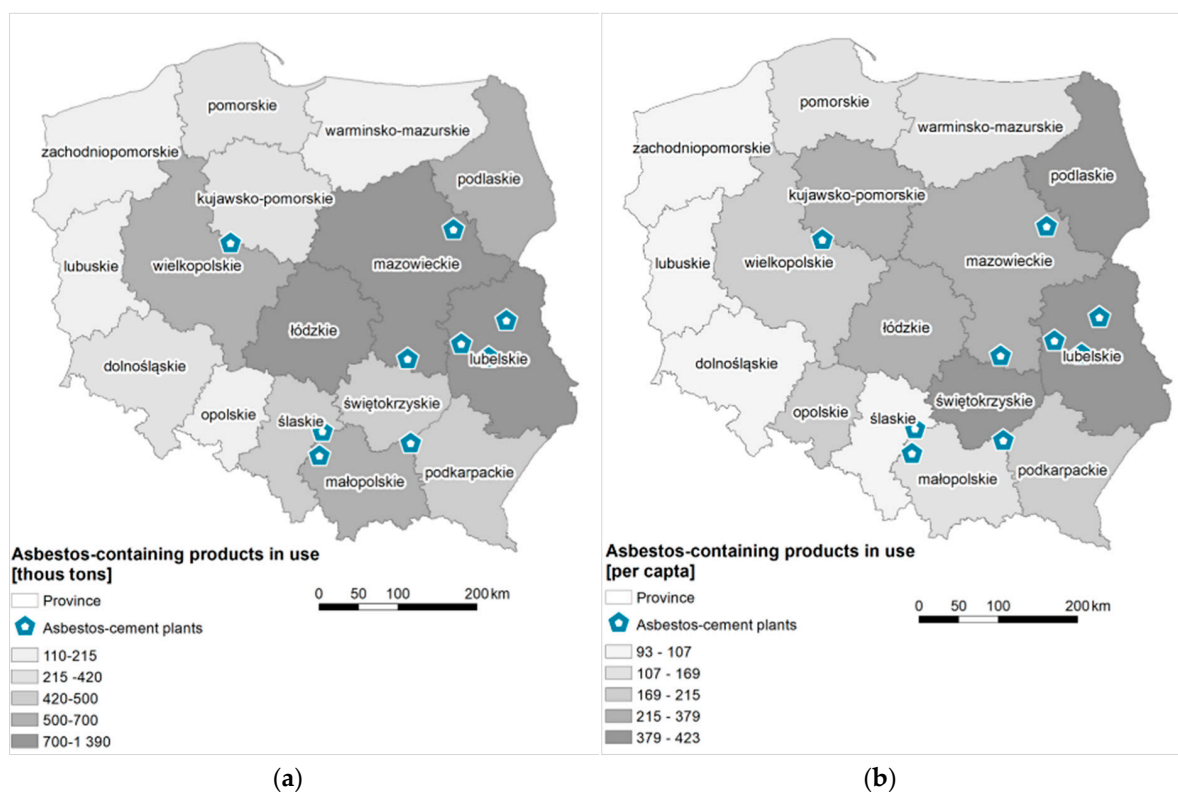 pomorskie
warminsko-mazurskie
zachodniopomorskie
podlaskie
kujawsko-pomorskie
mazowieckie
lubuskie
wielkopolskie
łódzkie
lubelskie
dolnośląskie
świętokrzyskie
opolskie
ślaskie
podkarpackie
małopolskie
Asbestos-containing products in use
[thous tons]
0 50 100 200 km
Province
Asbestos-cement plants
110-215
215 -420
420-500
500-700
700-1 390
(a)
pomorskie
warminsko-mazurskie
zachodniopomorskie
podlaskie
kujawsko-pomorskie
mazowieckie
lubuskie
wielkopolskie
łódzkie
lubelskie
dolnośląskie
świętokrzyskie
opolskie
ślaskie
podkarpackie
małopolskie
Asbestos-containing products in use
[per capta]
0 50 100 200 km
Province
Asbestos-cement plants
93 - 107
107 - 169
169 - 215
215 - 379
379 - 423
(b)